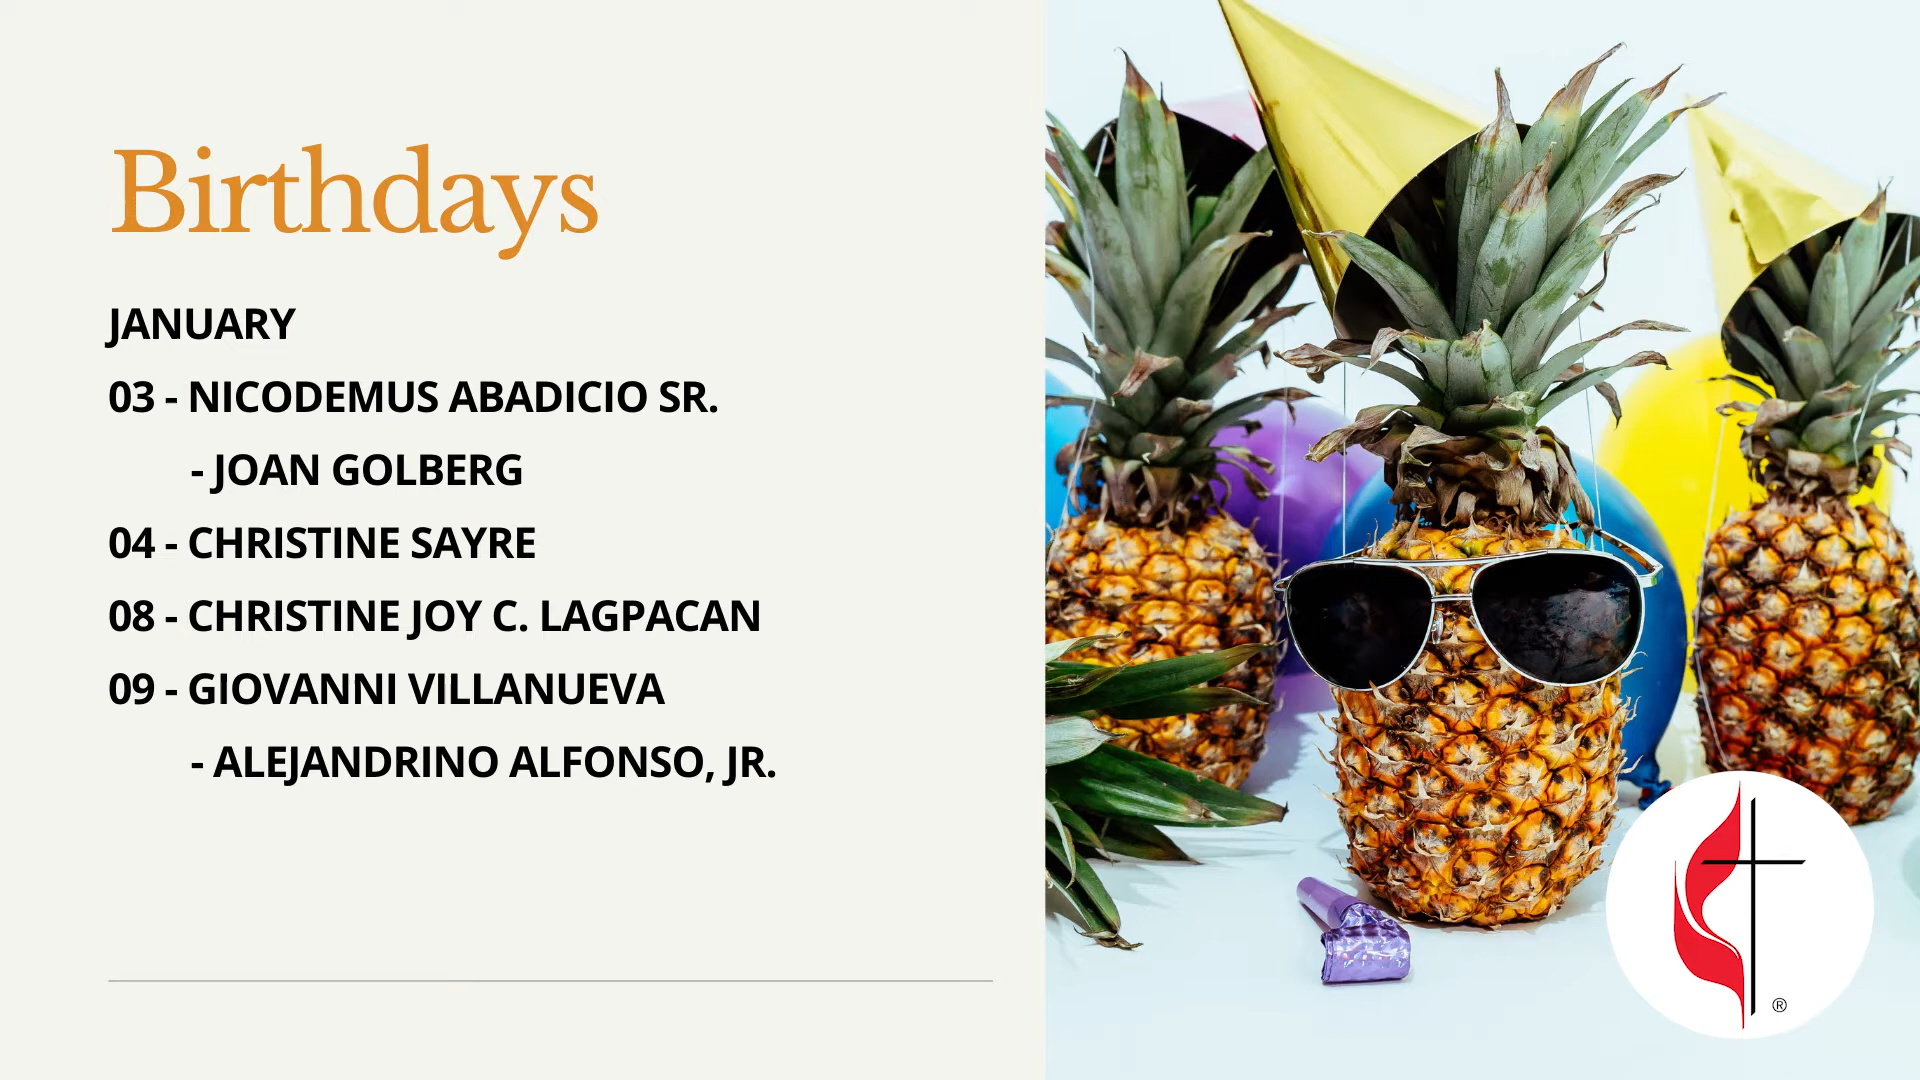 Birthdays
JANUARY
03 - NICODEMUS ABADICIO SR.
- JOAN GOLBERG
04 - CHRISTINE SAYRE
08 - CHRISTINE JOY C. LAGPACAN
09 - GIOVANNI VILLANUEVA
- ALEJANDRINO ALFONSO, JR.
®